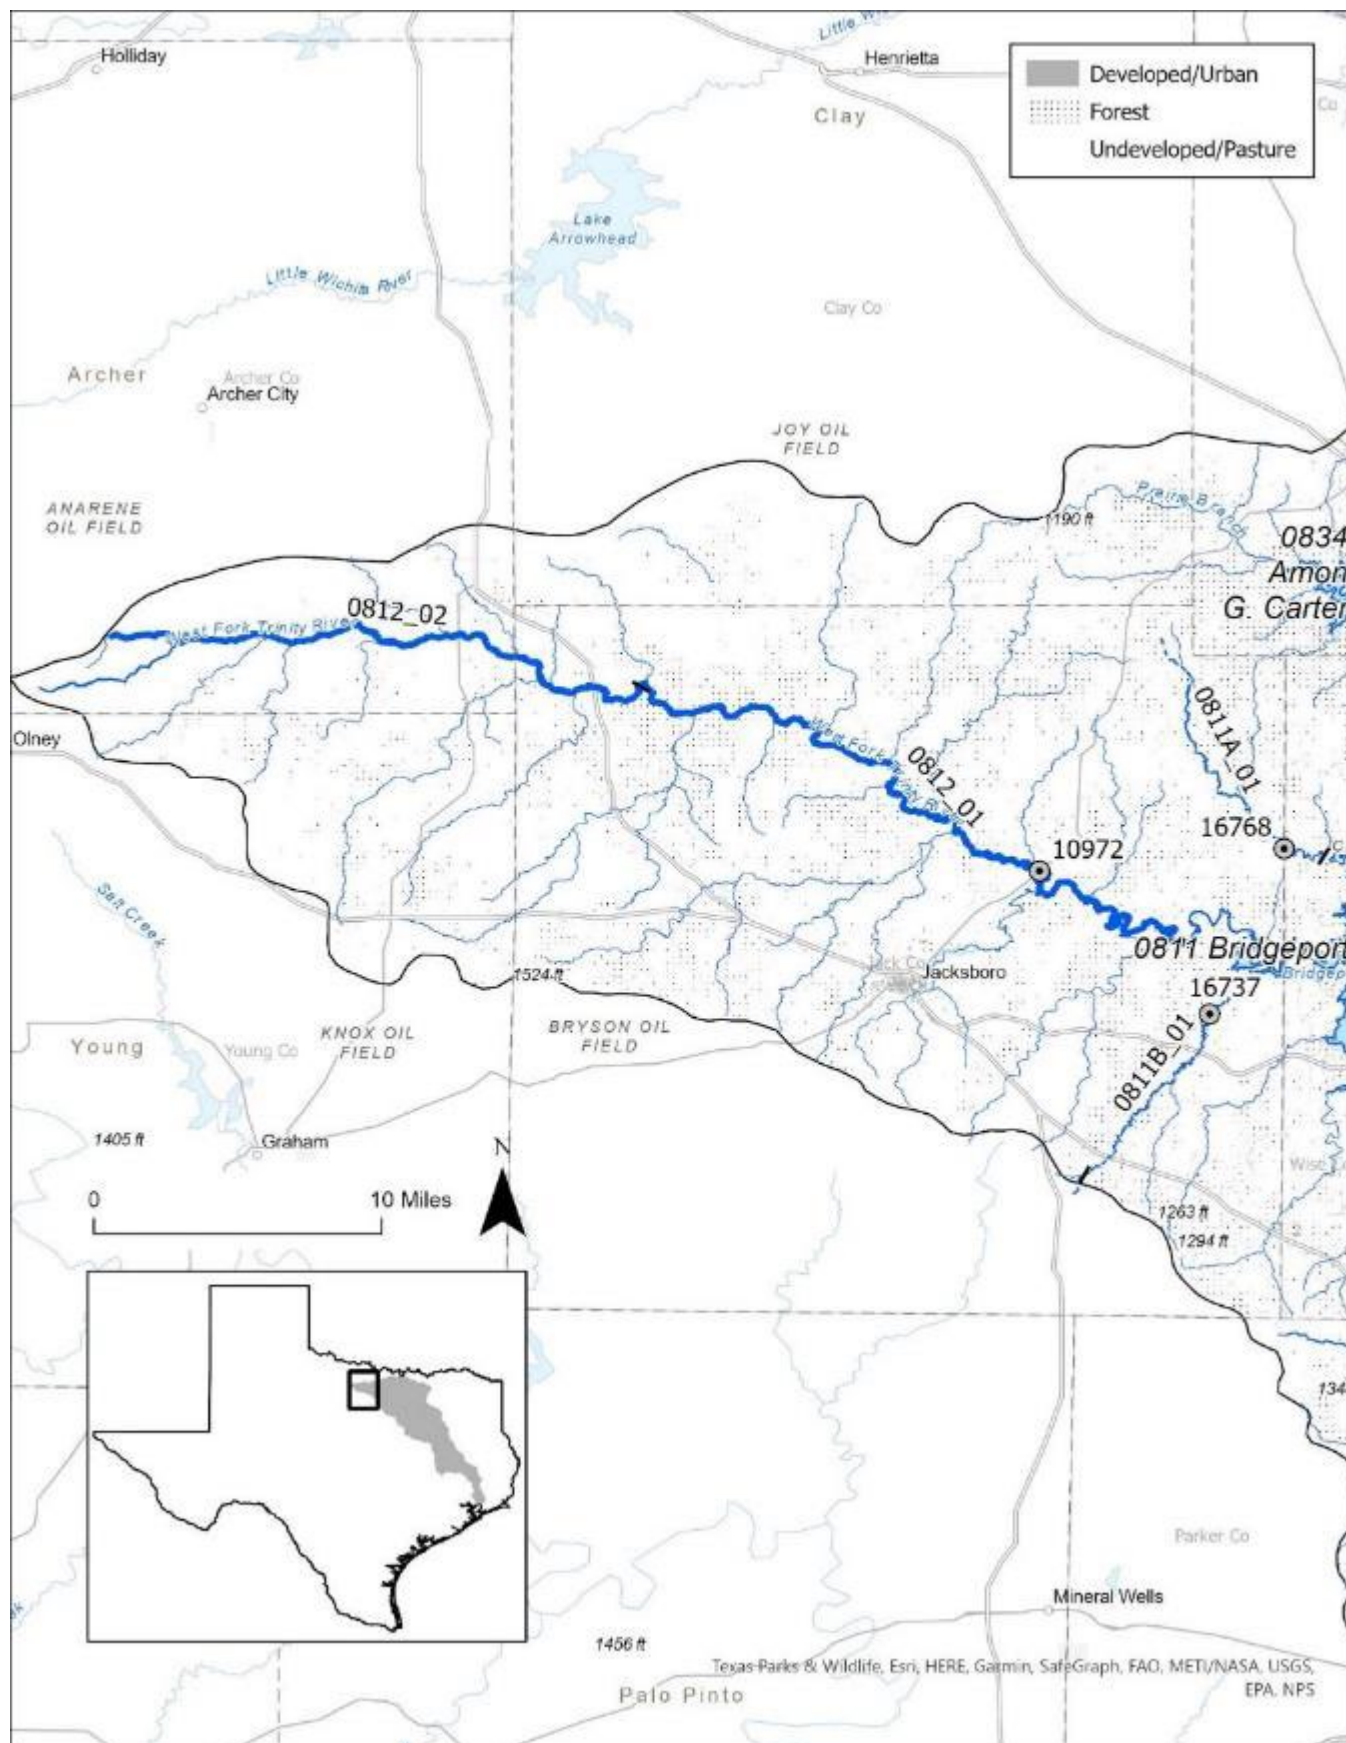 Holliday
Henrietta
Clay
Co
Developed/Urban
Forest
Undeveloped/Pasture
Lake
Arrowhead
Little Wichita River
Clay Co
Archer
Archer Co
Archer City
JOY OIL
FIELD
ANARENE
OIL FIELD
Prairie Branch
1190 ft
0834
Amon
G. Carter
0812_02
West Fork Trinity River
Olney
0811A_01
0812_01
16768
10972
Salt Creek
0811 Bridgeport
Jacksboro
1524 ft
16737
KNOX OIL
FIELD
BRYSON OIL
FIELD
0811B_01
Young
Young Co
1405 ft
Graham
N
0
10 Miles
1263 ft
1294 ft
134
Parker Co
Mineral Wells
1456 ft
Texas Parks & Wildlife, Esri, HERE, Garmin, SafeGraph, FAO, METI/NASA, USGS,
EPA, NPS
Palo Pinto